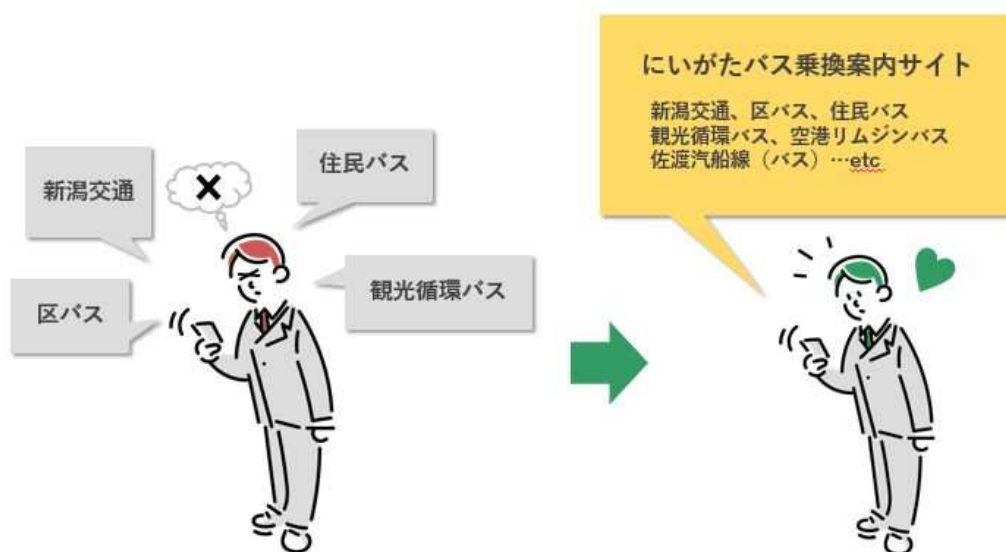 新潟交通
住民バス
区バス
観光循環バス
にいがたバス乗換案内サイト
新潟交通、区バス、住民バス
観光循環バス、空港リムジンバス
佐渡汽船線（バス）…etc